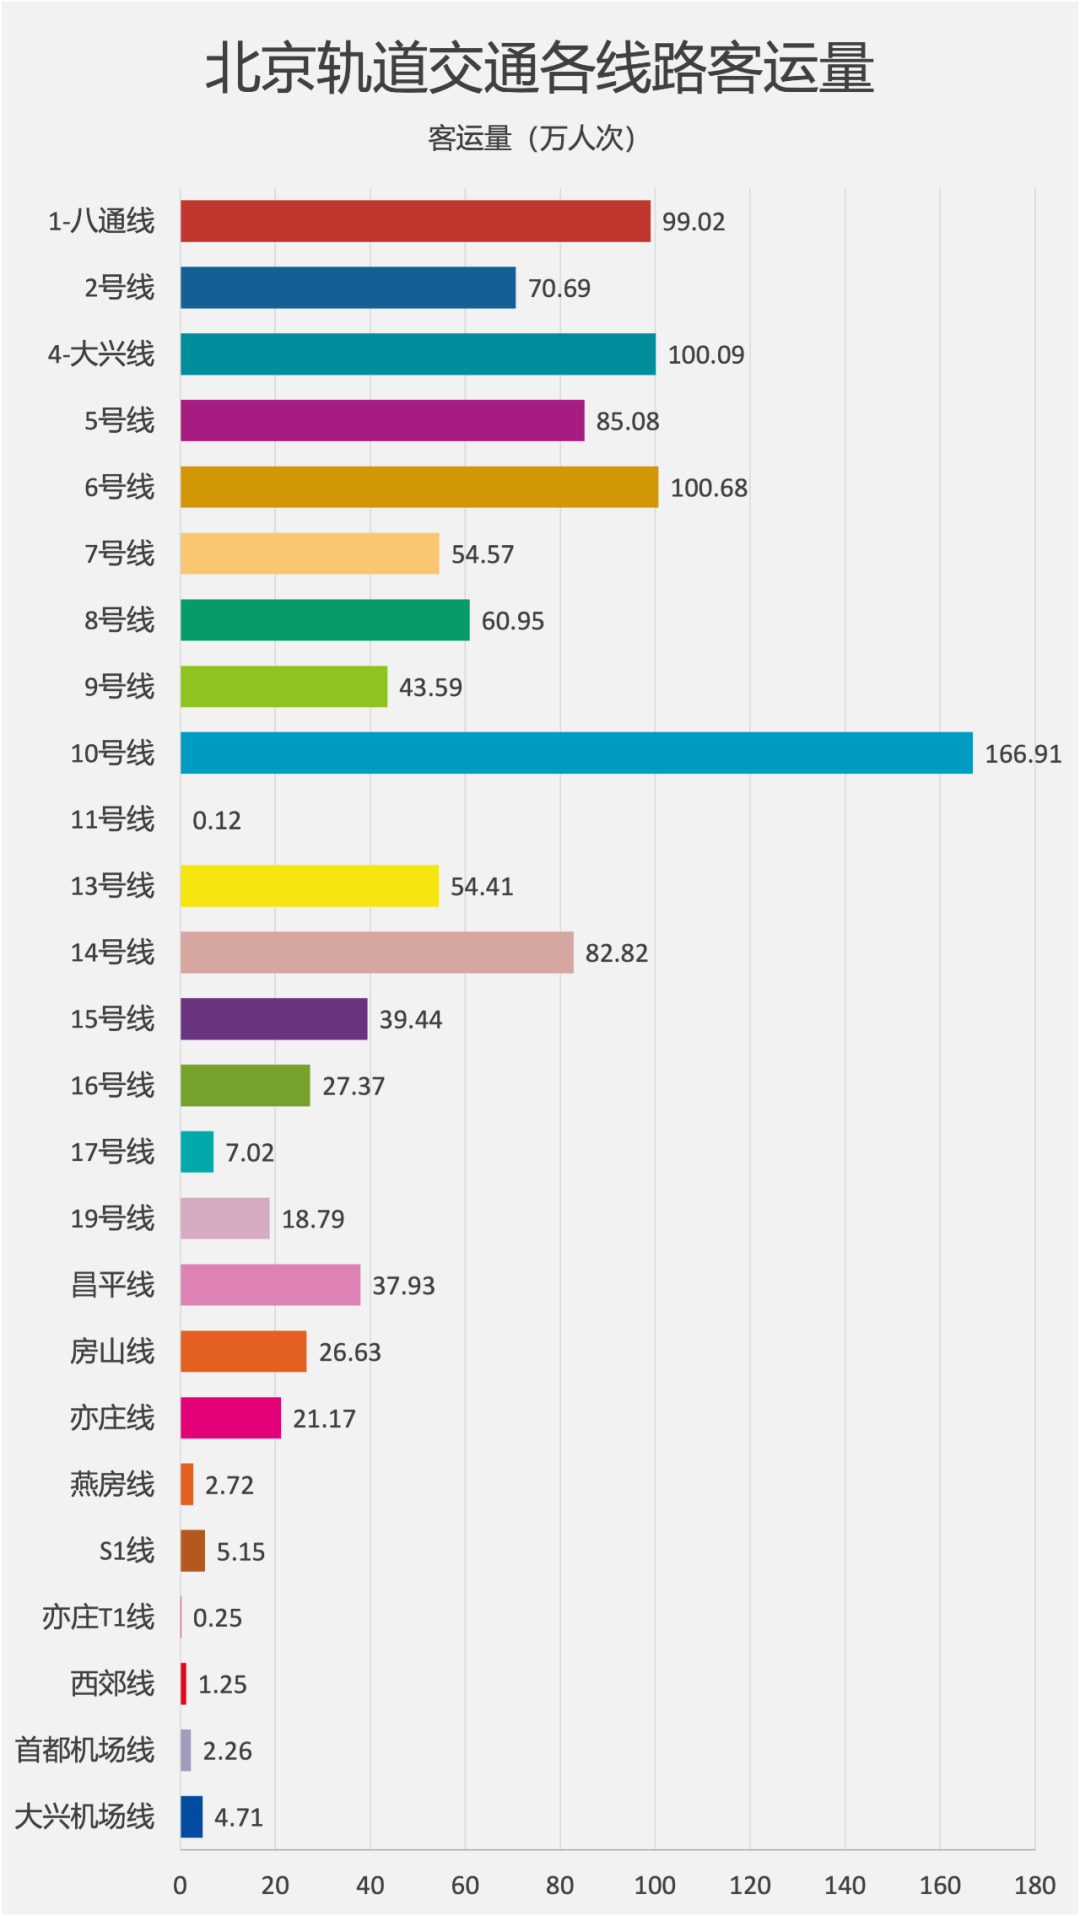 北京轨道交通各线路客运量
客运量（万人次）
1-八通线 99.02
2号线 70.69
4-大兴线 100.09
5号线 85.08
6号线 100.68
7号线 54.57
8号线 60.95
9号线 43.59
10号线 166.91
11号线 0.12
13号线 54.41
14号线 82.82
15号线 39.44
16号线 27.37
17号线 7.02
19号线 18.79
昌平线 37.93
房山线 26.63
亦庄线 21.17
燕房线 2.72
S1线 5.15
亦庄T1线 0.25
西郊线 1.25
首都机场线 2.26
大兴机场线 4.71
0 20 40 60 80 100 120 140 160 180